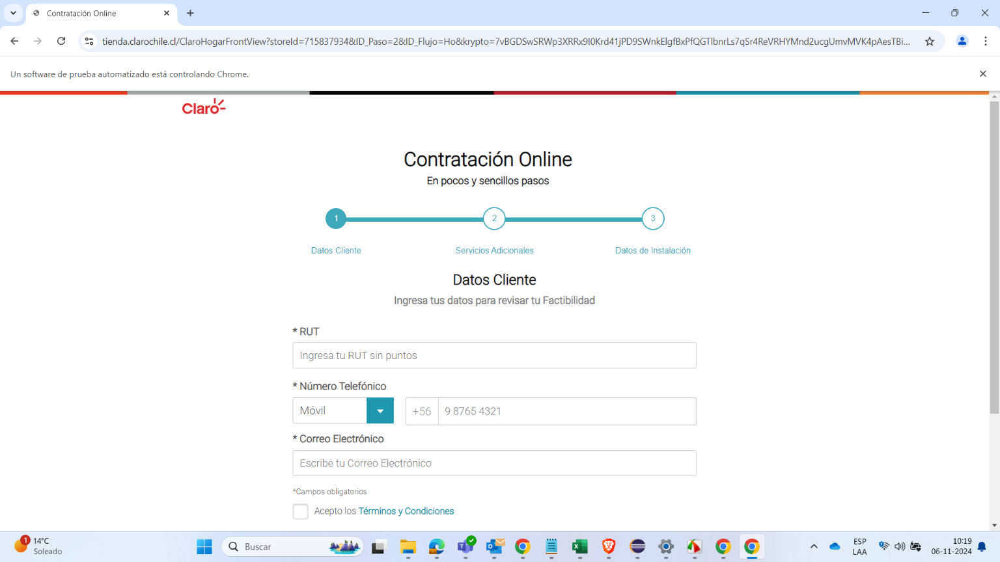 Contratación Online
tienda.clarochile.cl/ClaroHogarFrontView?storeId=715837934&ID_Paso=2&ID_Flujo=Ho&krypto=7vBGDSwSRWp3XRRx9I0Krd41jPD9SWnkElgfBxPfQGTlbnrLs7qSr4ReVRHYMnd2ucgUmvMVK4pAesTBi...
Un software de prueba automatizado está controlando Chrome.
Claro
Contratación Online
En pocos y sencillos pasos
1
2
3
Datos Cliente
Servicios Adicionales
Datos de Instalación
Datos Cliente
Ingresa tus datos para revisar tu Factibilidad
* RUT
Ingresa tu RUT sin puntos
* Número Telefónico
Móvil
+56
9 8765 4321
* Correo Electrónico
Escribe tu Correo Electrónico
*Campos obligatorios
Acepto los Términos y Condiciones
1
14°C
Soleado
Buscar
ESP
LAA
10:19
06-11-2024